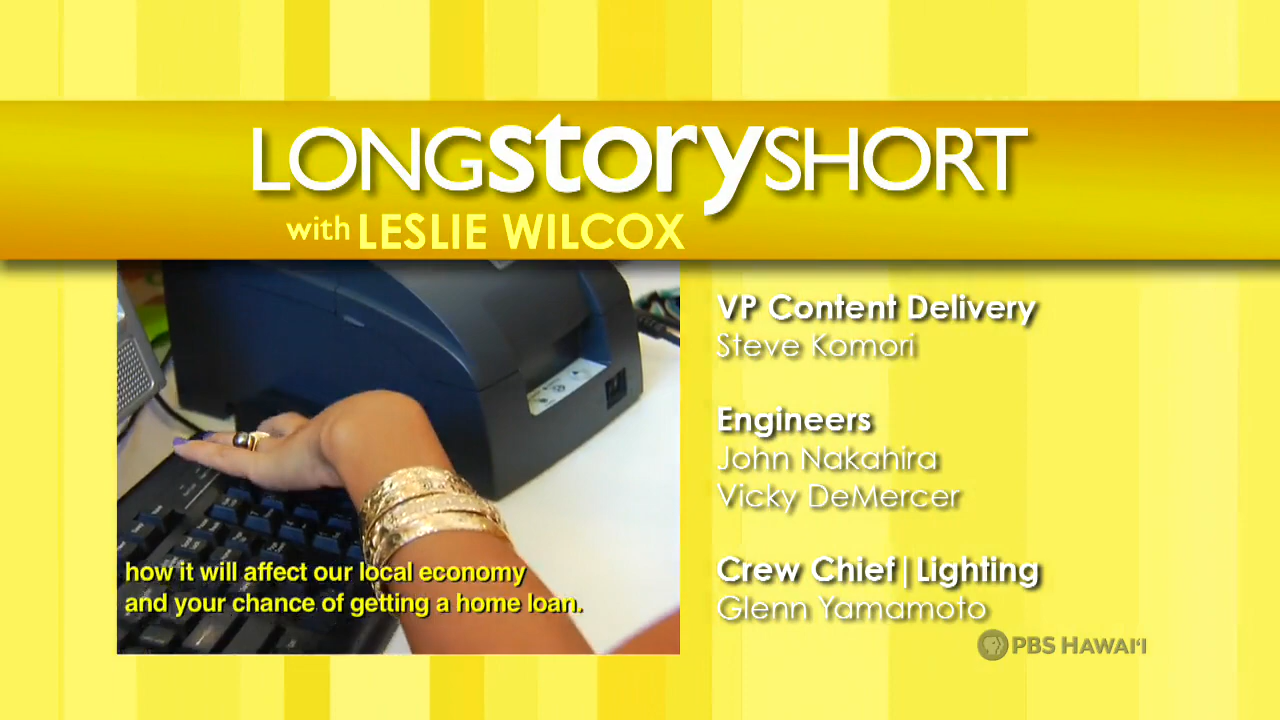 LONGstorySHORT
with LESLIE WILCOX
VP Content Delivery
Steve Komori
Engineers
John Nakahira
Vicky DeMercer
Crew Chief|Lighting
Glenn Yamamoto
how it will affect our local economy
and your chance of getting a home loan.
PBS HAWAIʻI